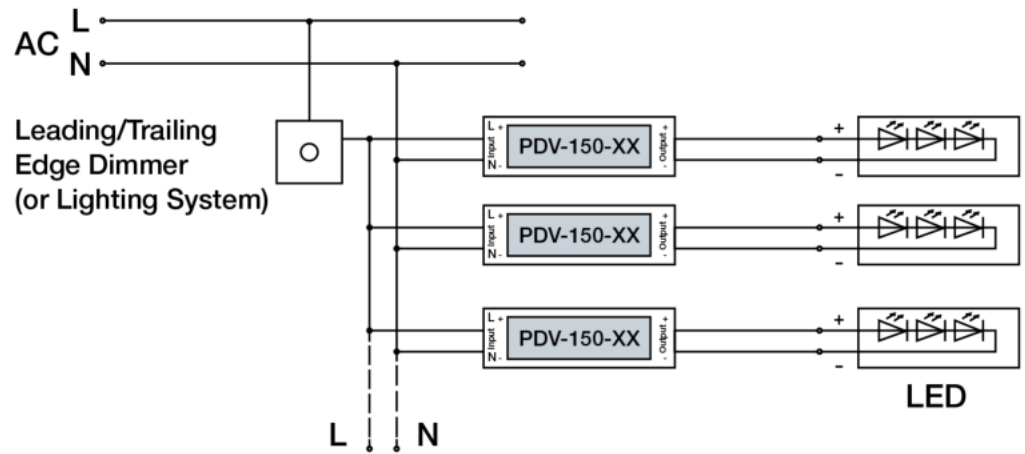 AC
L
N
Leading/Trailing
Edge Dimmer
(or Lighting System)
L +
Input
N -
PDV-150-XX
+
Output
-
+
-
L +
Input
N -
PDV-150-XX
+
Output
-
+
-
L +
Input
N -
PDV-150-XX
+
Output
-
+
-
LED
L
N